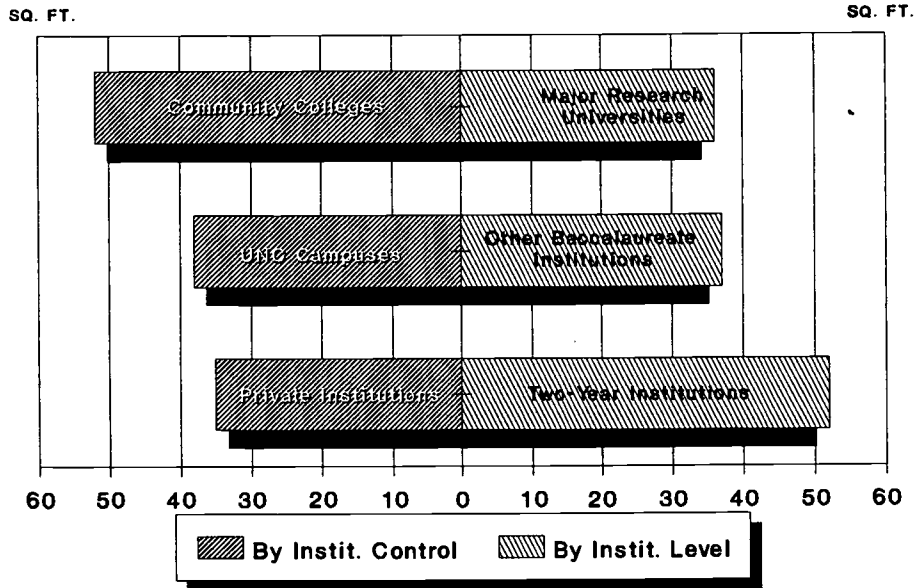 SQ. FT. SQ. FT.
Community Colleges
Major Research
Universities
UNC Campuses
Other Baccalaureate
Institutions
Private Institutions
Two-Year Institutions
60 50 40 30 20 10 0 10 20 30 40 50 60
By Instit. Control By Instit. Level